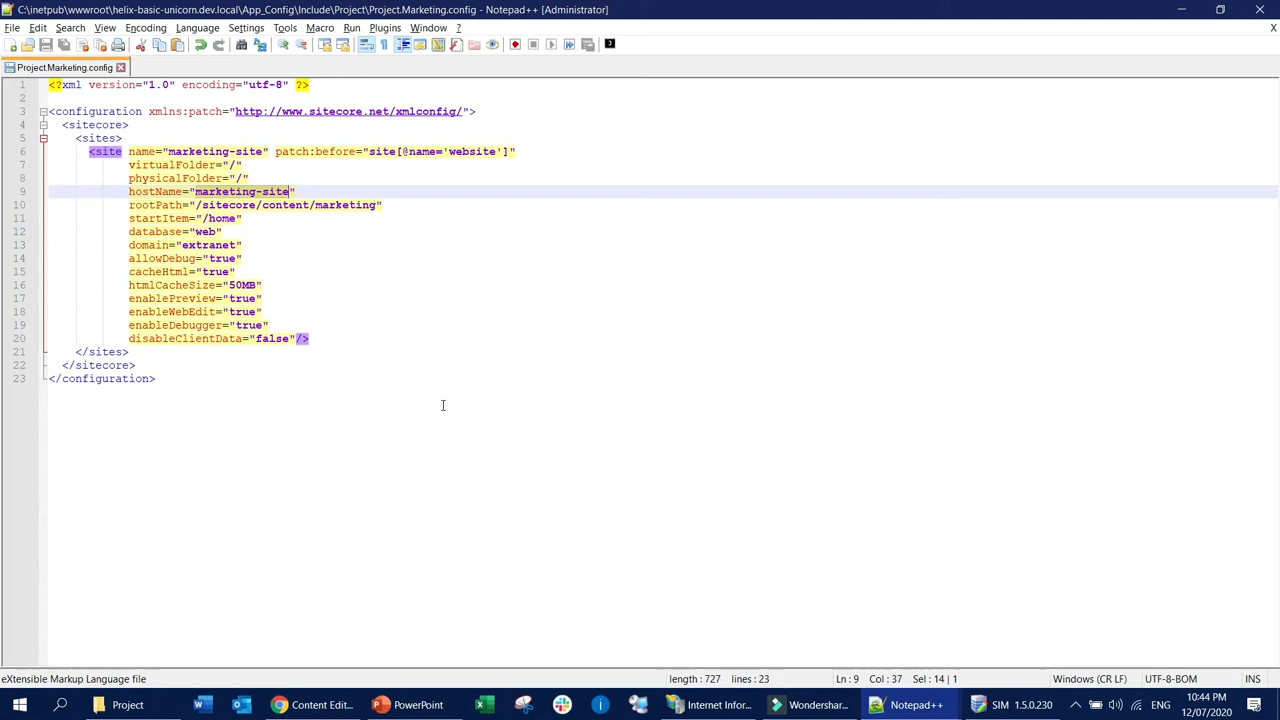 C:\inetpub\wwwroot\helix-basic-unicorn.dev.local\App_Config\Include\Project\Project.Marketing.config - Notepad++ [Administrator]
File Edit Search View Encoding Language Settings Tools Macro Run Plugins Window ? X
Project.Marketing.config
1 <?xml version="1.0" encoding="utf-8" ?>
2
3 <configuration xmlns:patch="http://www.sitecore.net/xmlconfig/">
4 <sitecore>
5 <sites>
6 <site name="marketing-site" patch:before="site[@name='website']"
7 virtualFolder="/"
8 physicalFolder="/"
9 hostName="marketing-site"
10 rootPath="/sitecore/content/marketing"
11 startItem="/home"
12 database="web"
13 domain="extranet"
14 allowDebug="true"
15 cacheHtml="true"
16 htmlCacheSize="50MB"
17 enablePreview="true"
18 enableWebEdit="true"
19 enableDebugger="true"
20 disableClientData="false"/>
21 </sites>
22 </sitecore>
23 </configuration>
eXtensible Markup Language file length : 727 lines : 23 Ln : 9 Col : 37 Sel : 14 | 1 Windows (CR LF) UTF-8-BOM INS
Project Content Edit... PowerPoint Internet Infor... Wondershar... Notepad++ SIM 1.5.0.230 ENG 10:44 PM
12/07/2020